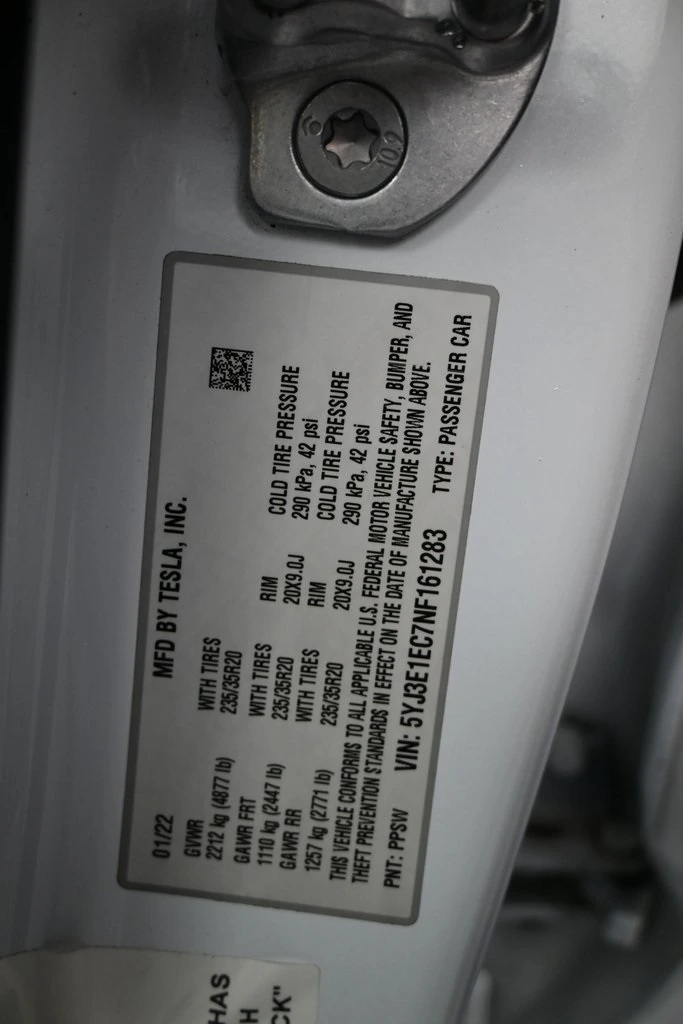 01/22 MFD BY TESLA, INC.
GVWR WITH TIRES RIM COLD TIRE PRESSURE
2212 kg (4877 lb) 235/35R20 20X9.0J 290 kPa, 42 psi
GAWR FRT WITH TIRES RIM COLD TIRE PRESSURE
1110 kg (2447 lb) 235/35R20 20X9.0J 290 kPa, 42 psi
GAWR RR WITH TIRES
1257 kg (2771 lb) 235/35R20
THIS VEHICLE CONFORMS TO ALL APPLICABLE U.S. FEDERAL MOTOR VEHICLE SAFETY, BUMPER, AND
THEFT PREVENTION STANDARDS IN EFFECT ON THE DATE OF MANUFACTURE SHOWN ABOVE.
PNT: PPSW VIN: 5YJ3E1EC7NF161283 TYPE: PASSENGER CAR
10.9
HAS
H
CK"